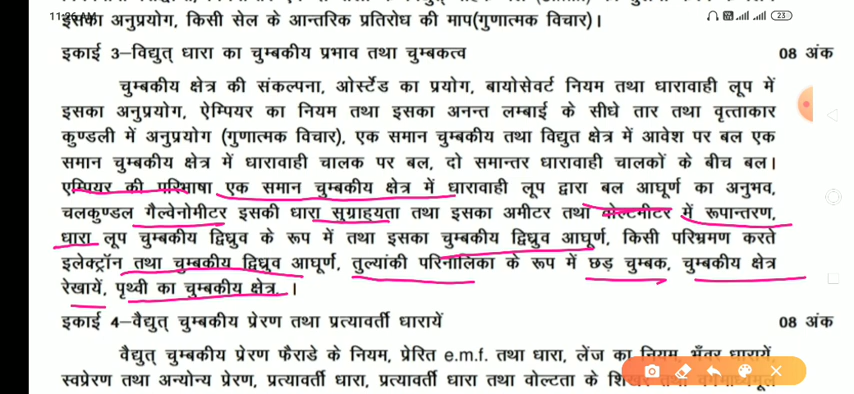 इसका अनुप्रयोग, किसी सेल के आन्तरिक प्रतिरोध की माप(गुणात्मक विचार)।
इकाई 3–विद्युत् धारा का चुम्बकीय प्रभाव तथा चुम्बकत्व 08 अंक
चुम्बकीय क्षेत्र की संकल्पना, ओर्स्टेड का प्रयोग, बायोसेवर्ट नियम तथा धारावाही लूप में
इसका अनुप्रयोग, ऐम्पियर का नियम तथा इसका अनन्त लम्बाई के सीधे तार तथा वृत्ताकार
कुण्डली में अनुप्रयोग (गुणात्मक विचार), एक समान चुम्बकीय तथा विद्युत क्षेत्र में आवेश पर बल एक
समान चुम्बकीय क्षेत्र में धारावाही चालक पर बल, दो समान्तर धारावाही चालकों के बीच बल।
एम्पियर की परिभाषा एक समान चुम्बकीय क्षेत्र में धारावाही लूप द्वारा बल आघूर्ण का अनुभव,
चलकुण्डल गैल्वेनोमीटर इसकी धारा सुग्राहयता तथा इसका अमीटर तथा वोल्टमीटर में रूपान्तरण,
धारा लूप चुम्बकीय द्विध्रुव के रूप में तथा इसका चुम्बकीय द्विध्रुव आघूर्ण, किसी परिभ्रमण करते
इलेक्ट्रॉन तथा चुम्बकीय द्विध्रुव आघूर्ण, तुल्यांकी परिनालिका के रूप में छड़ चुम्बक, चुम्बकीय क्षेत्र
रेखायें, पृथ्वी का चुम्बकीय क्षेत्र. ।
इकाई 4–वैद्युत् चुम्बकीय प्रेरण तथा प्रत्यावर्ती धारायें 08 अंक
वैद्युत् चुम्बकीय प्रेरण फैराडे के नियम, प्रेरित e.m.f. तथा धारा, लेंज का नियम, भँवर धारायें,
स्वप्रेरण तथा अन्योन्य प्रेरण, प्रत्यावर्ती धारा, प्रत्यावर्ती धारा तथा वोल्टता के शिखर तथा वर्गमाध्यमूल